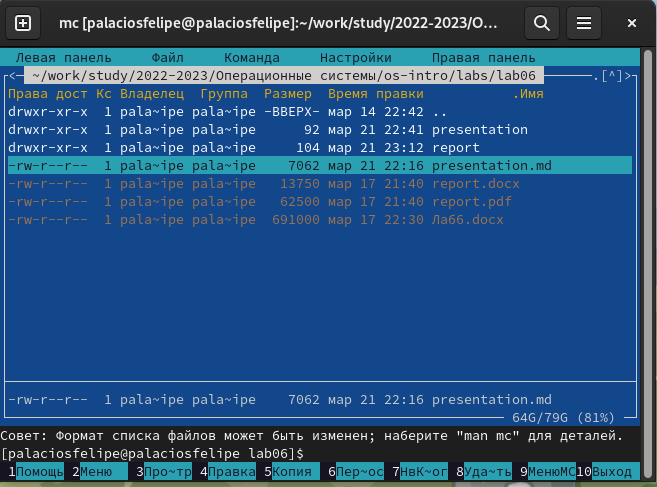 mc [palaciosfelipe@palaciosfelipe]:~/work/study/2022-2023/О...
Левая панель Файл Команда Настройки Правая панель
<— ~/work/study/2022-2023/Операционные системы/os-intro/labs/lab06 .[^]>
Права дост Кс Владелец Группа Размер Время правки .Имя
drwxr-xr-x 1 pala~ipe pala~ipe -ВВЕРХ- мар 14 22:42 ..
drwxr-xr-x 1 pala~ipe pala~ipe 92 мар 21 22:41 presentation
drwxr-xr-x 1 pala~ipe pala~ipe 104 мар 21 23:12 report
-rw-r--r-- 1 pala~ipe pala~ipe 7062 мар 21 22:16 presentation.md
-rw-r--r-- 1 pala~ipe pala~ipe 13750 мар 17 21:40 report.docx
-rw-r--r-- 1 pala~ipe pala~ipe 62500 мар 17 21:40 report.pdf
-rw-r--r-- 1 pala~ipe pala~ipe 691000 мар 17 22:30 Ла66.docx
-rw-r--r-- 1 pala~ipe pala~ipe 7062 мар 21 22:16 presentation.md
64G/79G (81%)
Совет: Формат списка файлов может быть изменен; наберите "man mc" для деталей.
[palaciosfelipe@palaciosfelipe lab06]$
1Помощь 2Меню 3Про~тр 4Правка 5Копия 6Пер~ос 7НвК~ог 8Уда~ть 9МенюMC 10Выход